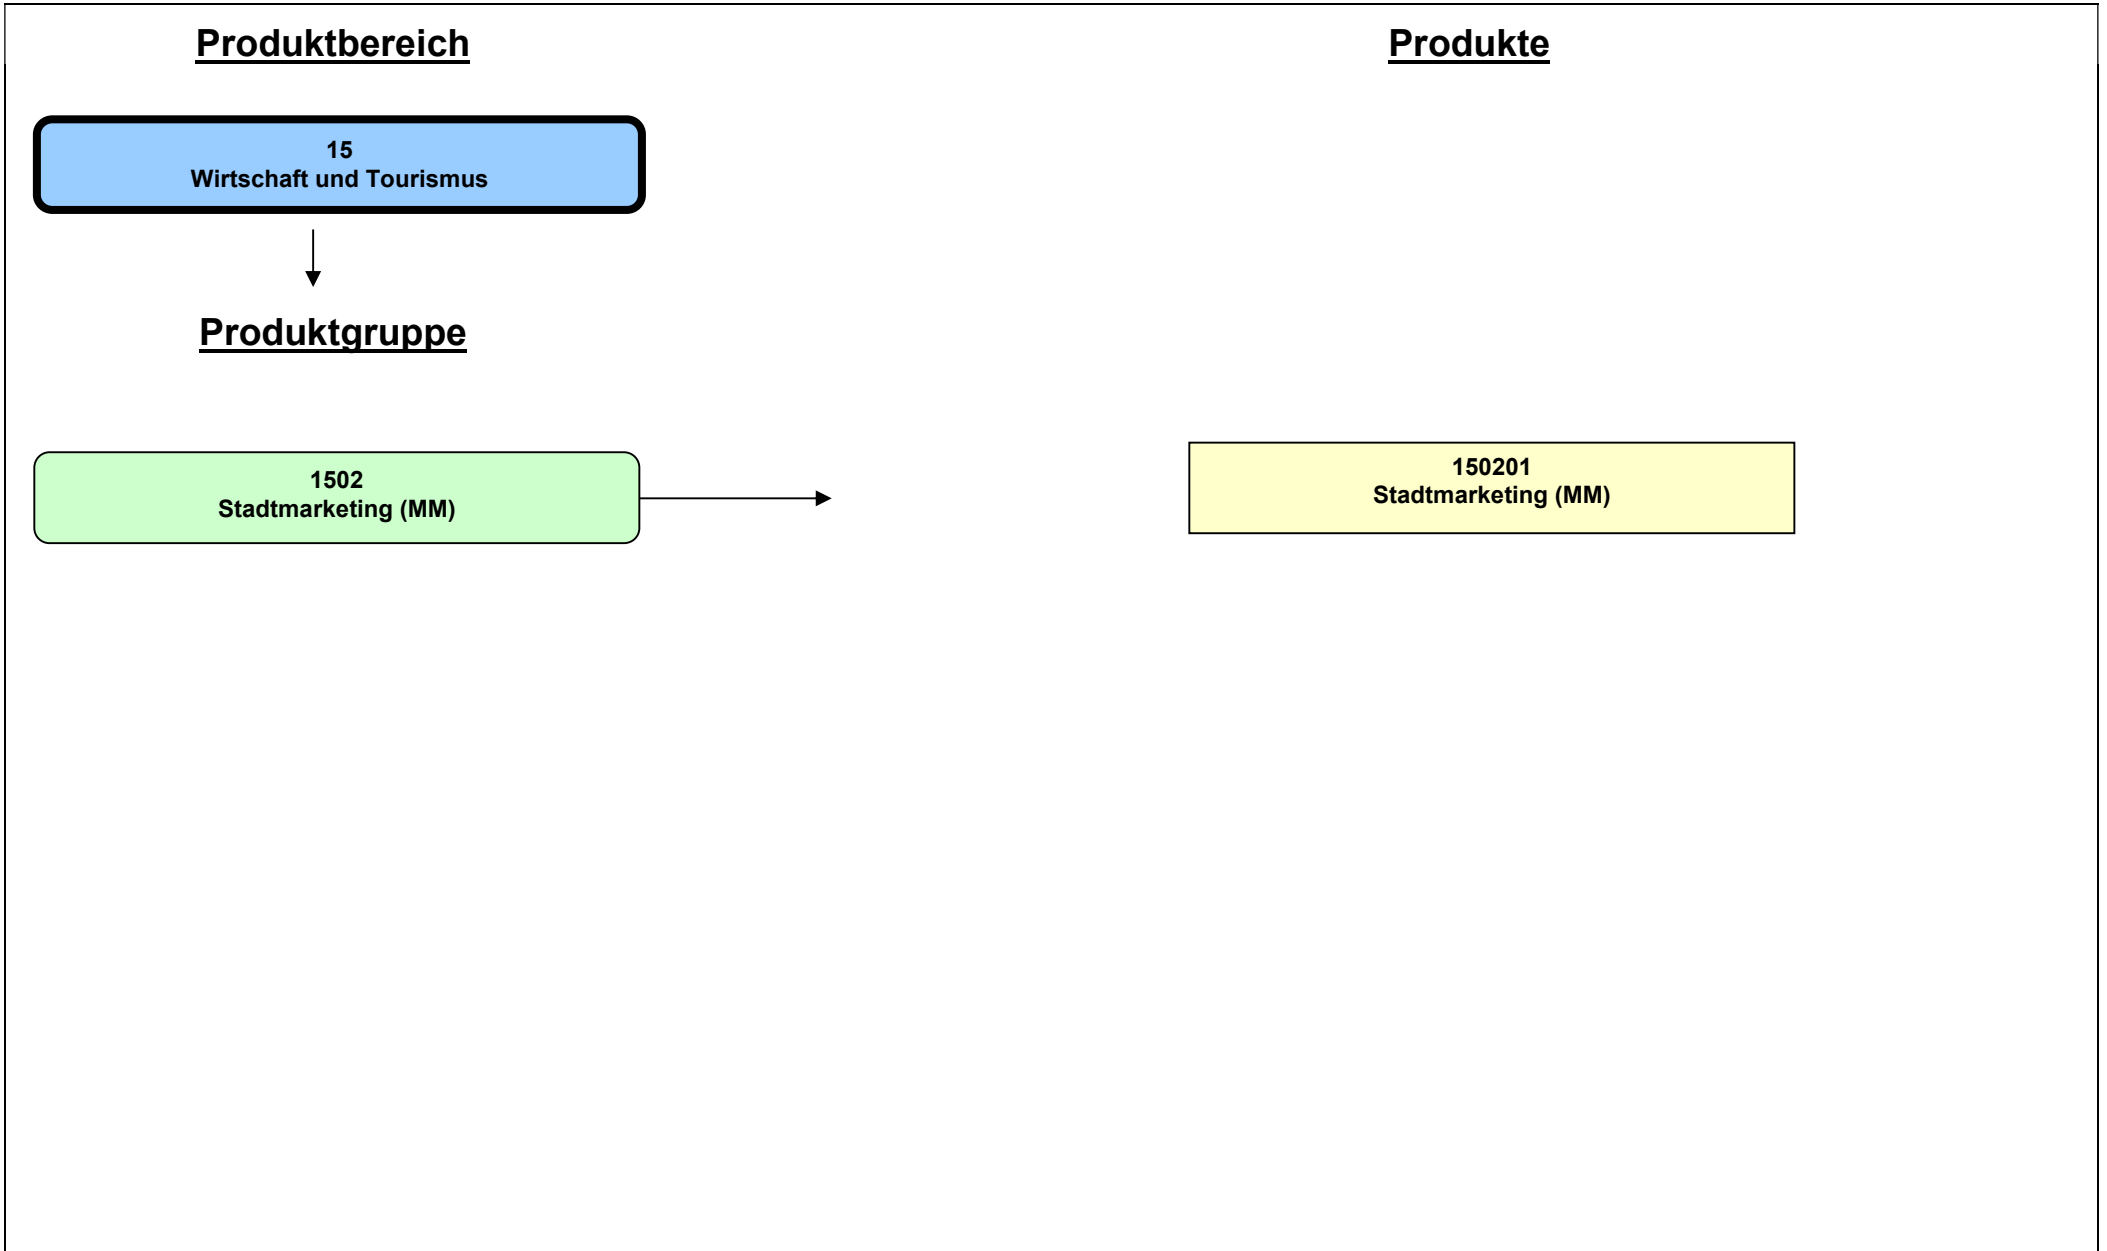 Produktbereich
Produkte
15
Wirtschaft und Tourismus
Produktgruppe
1502
Stadtmarketing (MM)
150201
Stadtmarketing (MM)